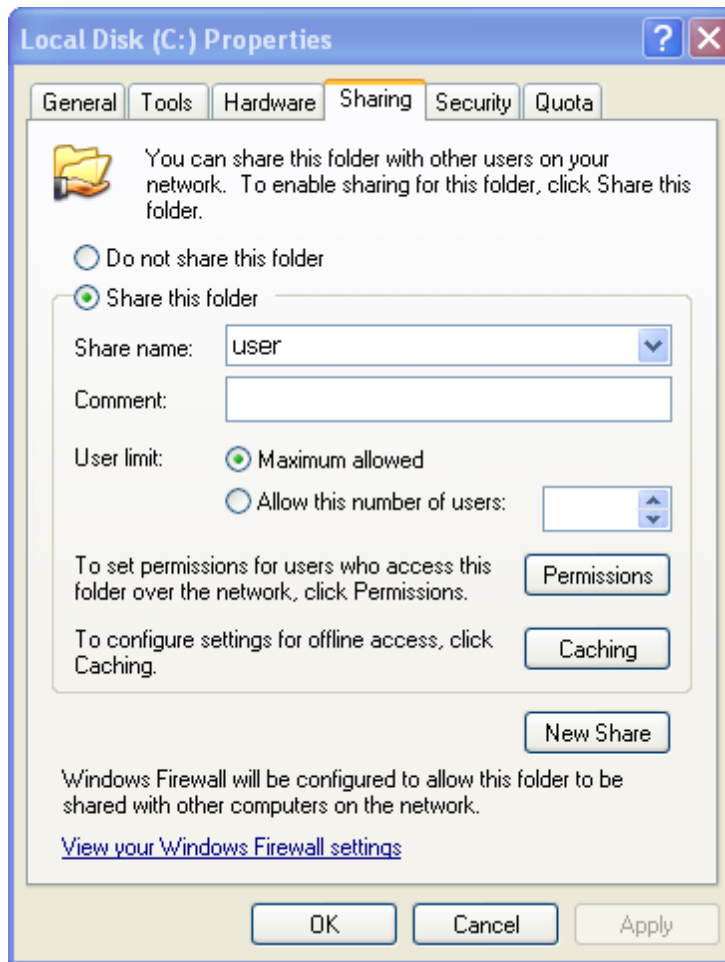 Local Disk (C:) Properties
General Tools Hardware Sharing Security Quota
You can share this folder with other users on your
network. To enable sharing for this folder, click Share this
folder.
Do not share this folder
Share this folder
Share name: user
Comment:
User limit: Maximum allowed
Allow this number of users:
To set permissions for users who access this
folder over the network, click Permissions.
Permissions
To configure settings for offline access, click
Caching.
Caching
New Share
Windows Firewall will be configured to allow this folder to be
shared with other computers on the network.
View your Windows Firewall settings
OK Cancel Apply